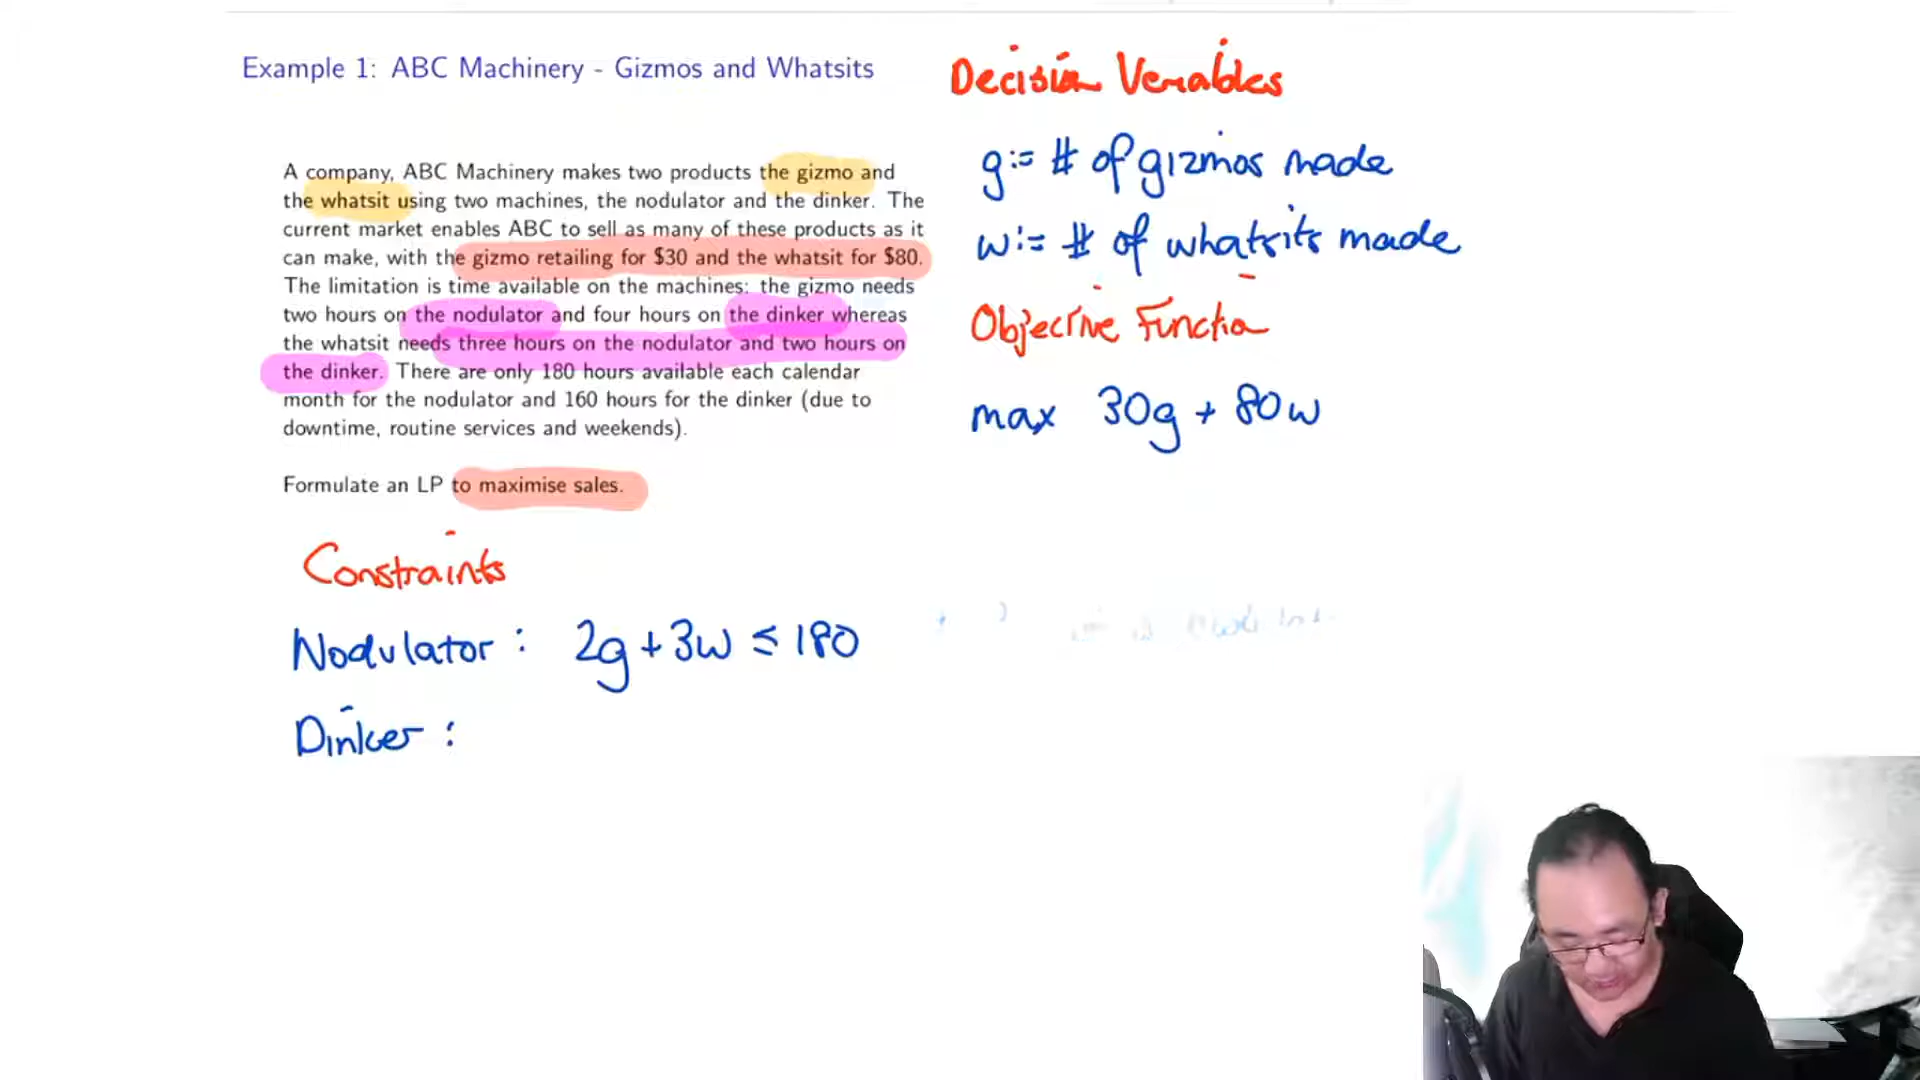 Example 1: ABC Machinery - Gizmos and Whatsits
A company, ABC Machinery makes two products the gizmo and
the whatsit using two machines, the nodulator and the dinker. The
current market enables ABC to sell as many of these products as it
can make, with the gizmo retailing for $30 and the whatsit for $80.
The limitation is time available on the machines: the gizmo needs
two hours on the nodulator and four hours on the dinker whereas
the whatsit needs three hours on the nodulator and two hours on
the dinker. There are only 180 hours available each calendar
month for the nodulator and 160 hours for the dinker (due to
downtime, routine services and weekends).
Formulate an LP to maximise sales.
Decision Variables
g := # of gizmos made
w := # of whatsits made
Objective Function
max 30g + 80w
Constraints
Nodulator : 2g + 3w ≤ 180
Dinker :